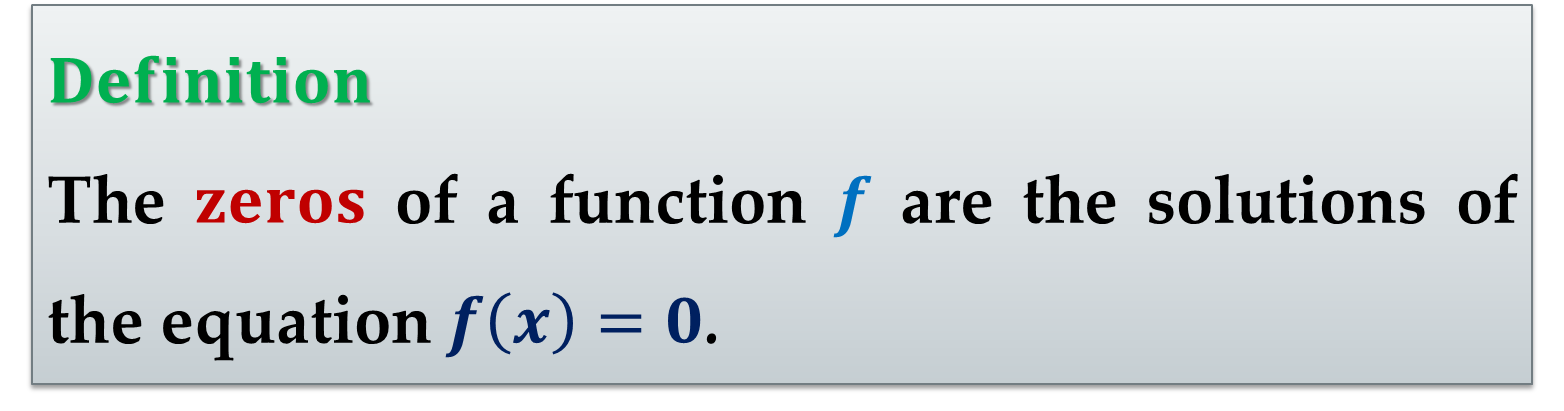 Definition
The zeros of a function f are the solutions of
the equation f(x) = 0.